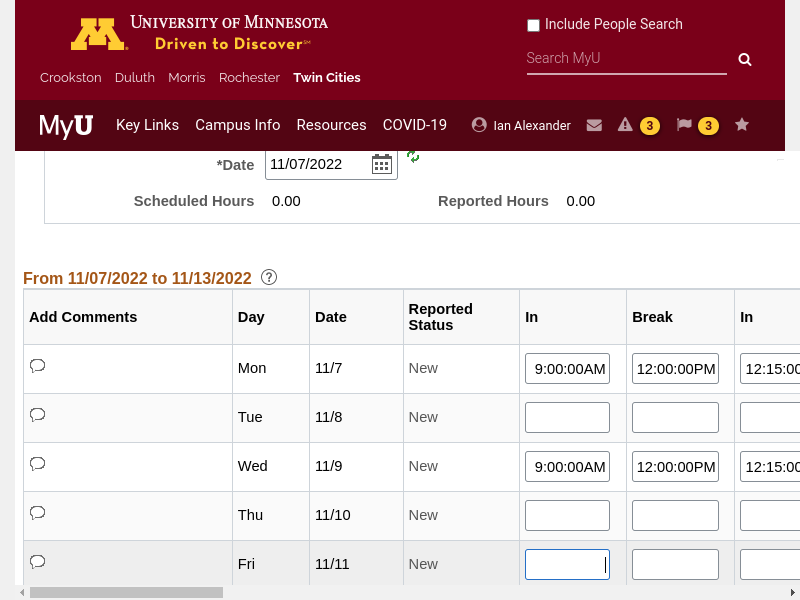 UNIVERSITY OF MINNESOTA
Driven to Discover℠
Crookston Duluth Morris Rochester Twin Cities
Include People Search
Search MyU
MyU Key Links Campus Info Resources COVID-19 Ian Alexander 3 3
*Date 11/07/2022
Scheduled Hours 0.00 Reported Hours 0.00
From 11/07/2022 to 11/13/2022 ?
Add Comments Day Date Reported Status In Break In
Mon 11/7 New 9:00:00AM 12:00:00PM 12:15:00
Tue 11/8 New
Wed 11/9 New 9:00:00AM 12:00:00PM 12:15:00
Thu 11/10 New
Fri 11/11 New